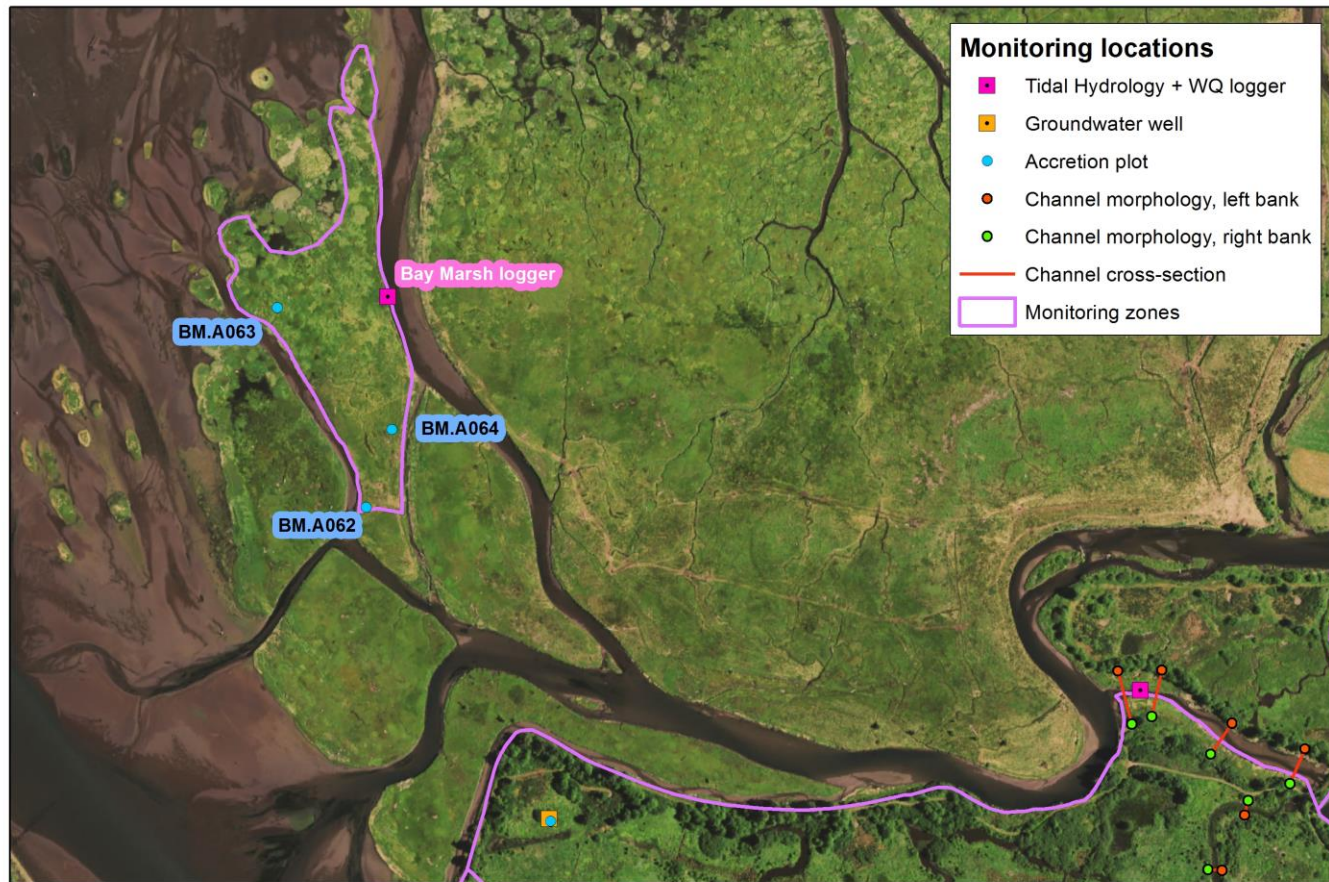 Monitoring locations
Tidal Hydrology + WQ logger
Groundwater well
Accretion plot
Channel morphology, left bank
Channel morphology, right bank
Channel cross-section
Monitoring zones
Bay Marsh logger
BM.A063
BM.A064
BM.A062